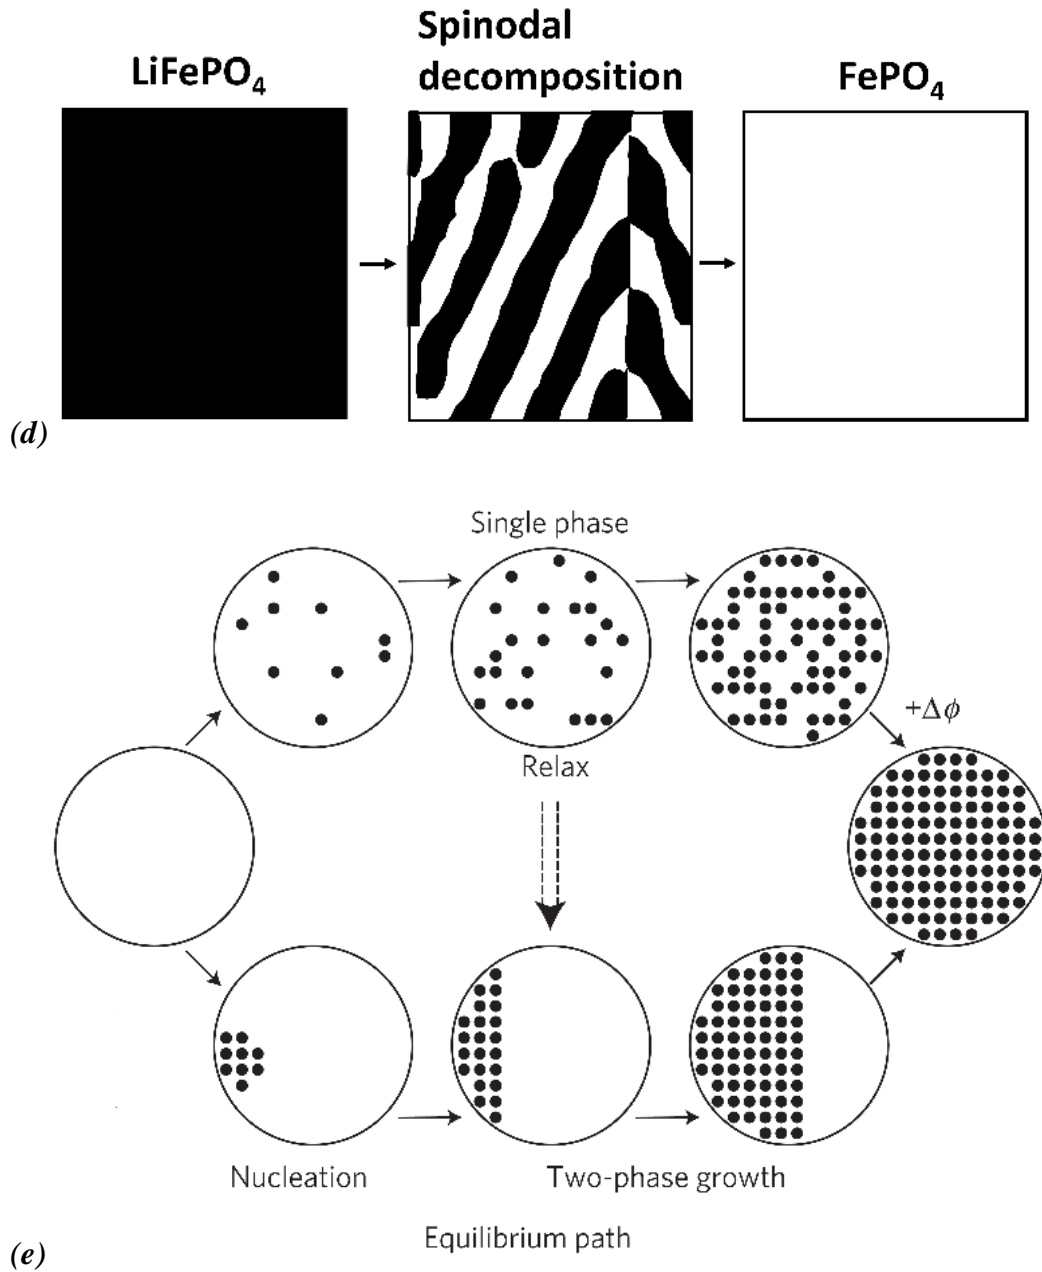 Spinodal
decomposition
LiFePO₄
FePO₄
(d)
Single phase
+Δϕ
Relax
Nucleation
Two-phase growth
Equilibrium path
(e)